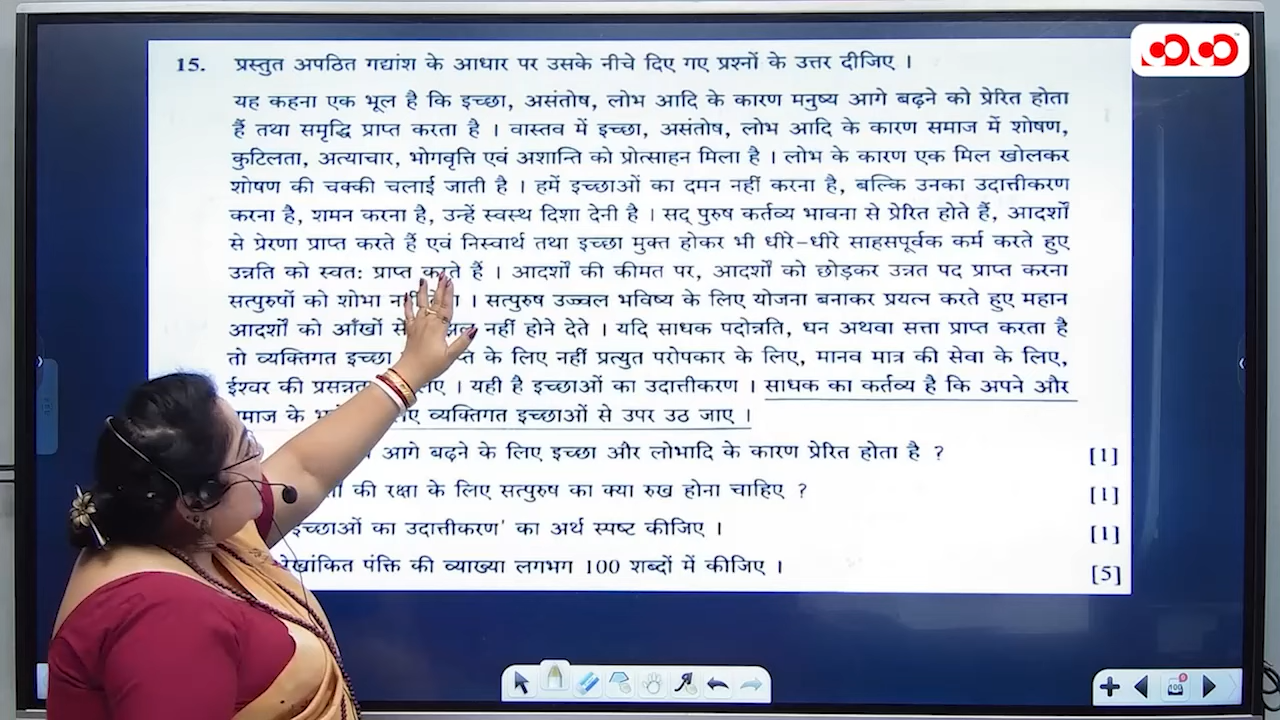 15. प्रस्तुत अपठित गद्यांश के आधार पर उसके नीचे दिए गए प्रश्नों के उत्तर दीजिए ।
यह कहना एक भूल है कि इच्छा, असंतोष, लोभ आदि के कारण मनुष्य आगे बढ़ने को प्रेरित होता
हैं तथा समृद्धि प्राप्त करता है । वास्तव में इच्छा, असंतोष, लोभ आदि के कारण समाज में शोषण,
कुटिलता, अत्याचार, भोगवृत्ति एवं अशान्ति को प्रोत्साहन मिला है । लोभ के कारण एक मिल खोलकर
शोषण की चक्की चलाई जाती है । हमें इच्छाओं का दमन नहीं करना है, बल्कि उनका उदात्तीकरण
करना है, शमन करना है, उन्हें स्वस्थ दिशा देनी है । सद् पुरुष कर्तव्य भावना से प्रेरित होते हैं, आदर्शों
से प्रेरणा प्राप्त करते हैं एवं निस्वार्थ तथा इच्छा मुक्त होकर भी धीरे-धीरे साहसपूर्वक कर्म करते हुए
उन्नति को स्वतः प्राप्त करते हैं । आदर्शों की कीमत पर, आदर्शों को छोड़कर उन्नत पद प्राप्त करना
सत्पुरुषों को शोभा । सत्पुरुष उज्वल भविष्य के लिए योजना बनाकर प्रयत्न करते हुए महान
आदर्शों को आँखों से नहीं होने देते । यदि साधक पदोन्नति, धन अथवा सत्ता प्राप्त करता है
तो व्यक्तिगत इच्छा के लिए नहीं प्रत्युत परोपकार के लिए, मानव मात्र की सेवा के लिए,
ईश्वर की । यही है इच्छाओं का उदात्तीकरण । साधक का कर्तव्य है कि अपने और
के व्यक्तिगत इच्छाओं से उपर उठ जाए ।
आगे बढ़ने के लिए इच्छा और लोभादि के कारण प्रेरित होता है ? [1]
की रक्षा के लिए सत्पुरुष का क्या रुख होना चाहिए ? [1]
इच्छाओं का उदात्तीकरण' का अर्थ स्पष्ट कीजिए । [1]
पंक्ति की व्याख्या लगभग 100 शब्दों में कीजिए । [5]